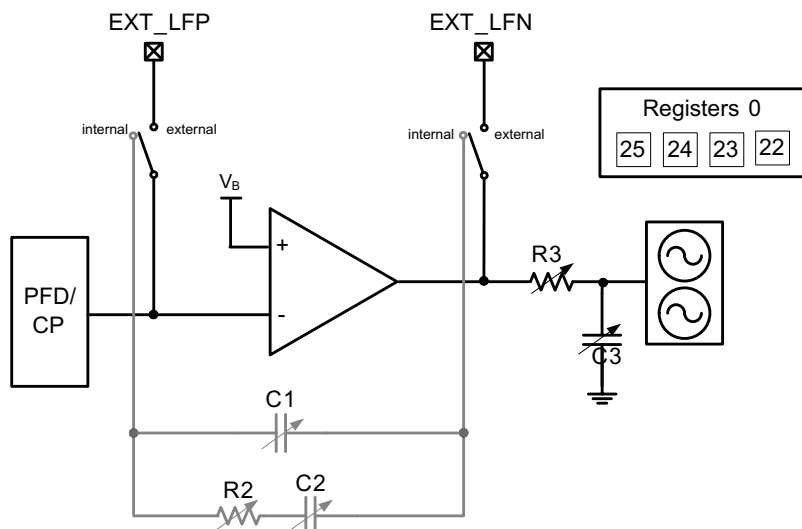 EXT_LFP
EXT_LFN
internal
external
internal
external
Registers 0
25 24 23 22
VB
+
-
PFD/
CP
R3
C3
C1
R2
C2